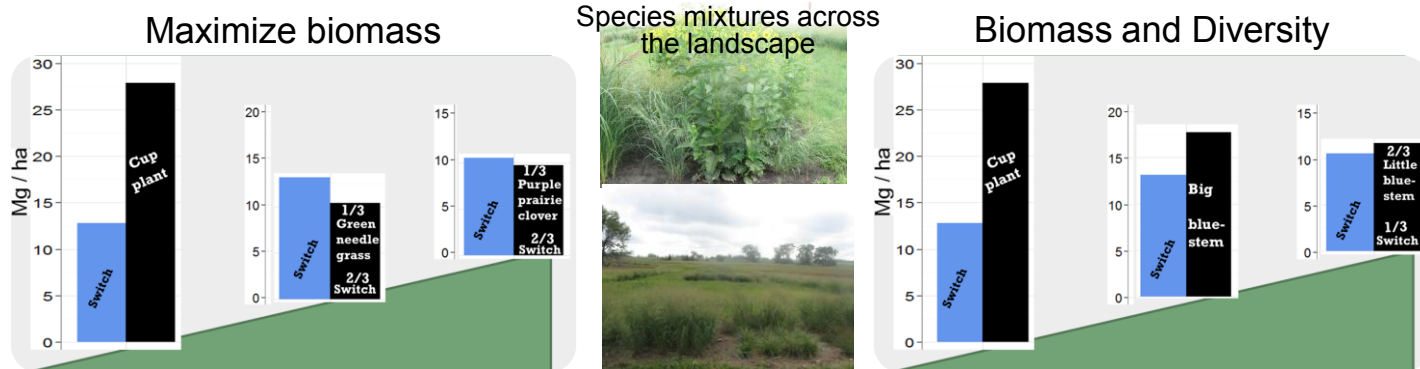 Maximize biomass
Species mixtures across
the landscape
Biomass and Diversity
Mg / ha
30
25
20
15
10
5
0
Switch
Cup
plant
20
15
10
5
0
Switch
1/3
Green
needle
grass
2/3
Switch
15
10
5
0
Switch
1/3
Purple
prairie
clover
2/3
Switch
Mg / ha
30
25
20
15
10
5
0
Switch
Cup
plant
20
15
10
5
0
Switch
Big
blue-
stem
15
10
5
0
Switch
2/3
Little
blue-
stem
1/3
Switch